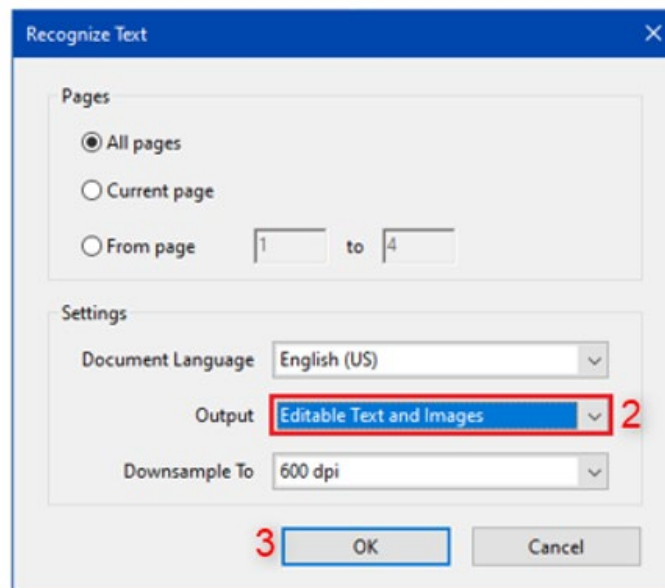 Recognize Text
Pages
All pages
Current page
From page 1 to 4
Settings
Document Language English (US)
Output Editable Text and Images 2
Downsample To 600 dpi
3 OK Cancel